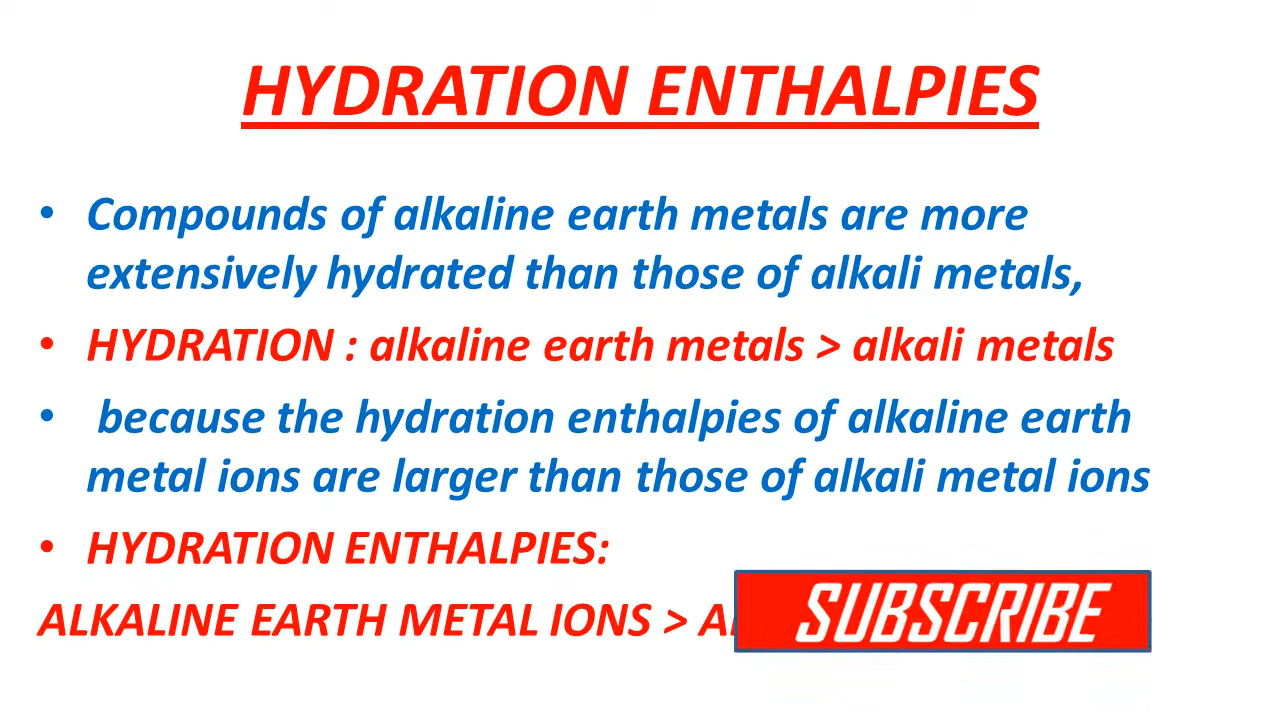 HYDRATION ENTHALPIES
• Compounds of alkaline earth metals are more
extensively hydrated than those of alkali metals,
• HYDRATION : alkaline earth metals > alkali metals
• because the hydration enthalpies of alkaline earth
metal ions are larger than those of alkali metal ions
• HYDRATION ENTHALPIES:
ALKALINE EARTH METAL IONS >
SUBSCRIBE